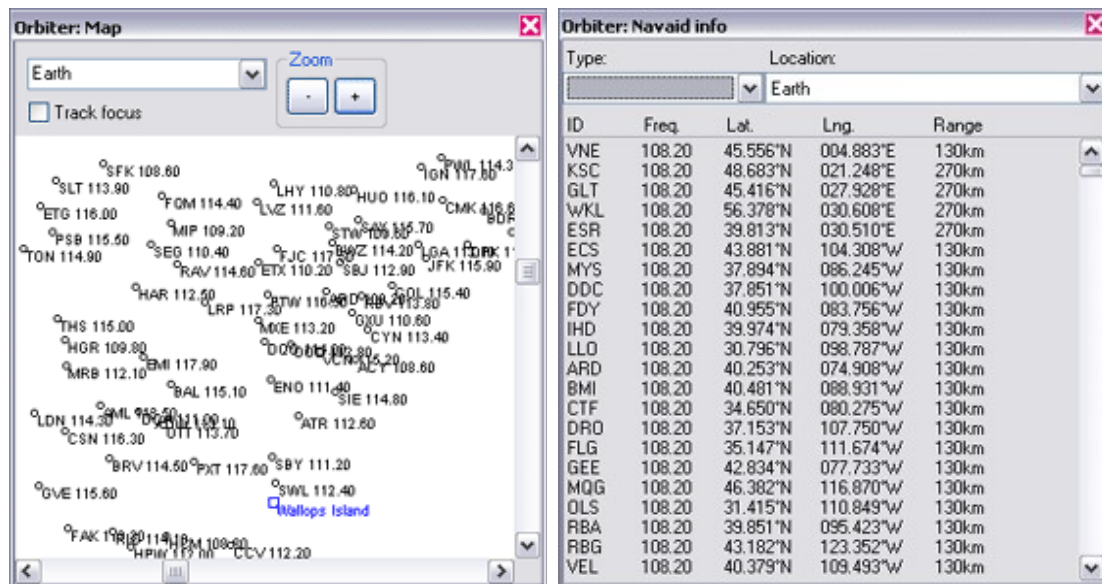 Orbiter: Map
Earth
Zoom
-
+
Track focus
SFK 108.60
IGN 117.60
SLT 113.90
LHY 110.80
HUO 116.10
FQM 114.40
LVZ 111.60
ETG 116.00
MIP 109.20
SAX 115.70
PSB 115.50
STW 109.60
TON 114.90
SEG 110.40
SBJ 112.90
JFK 115.90
RAV 114.60
ETX 110.20
HAR 112.50
COL 115.40
LRP 117.30
GXU 110.60
THS 115.00
MXE 113.20
CYN 113.40
HGR 109.80
EMI 117.90
MRB 112.10
ACY 108.60
BAL 115.10
ENO 111.40
SIE 114.80
LDN 114.30
ATR 112.60
CSN 116.30
OTT 113.70
BRV 114.50
PXT 117.60
SBY 111.20
GVE 115.60
SWL 112.40
Wallops Island
FAK
CCV 112.20
Orbiter: Navaid info
Type:
Location:
Earth
ID Freq. Lat. Lng. Range
VNE 108.20 45.556°N 004.883°E 130km
KSC 108.20 48.683°N 021.248°E 270km
GLT 108.20 45.416°N 027.928°E 270km
WKL 108.20 56.378°N 030.608°E 270km
ESR 108.20 39.813°N 030.510°E 270km
ECS 108.20 43.881°N 104.308°W 130km
MYS 108.20 37.894°N 086.245°W 130km
DDC 108.20 37.851°N 100.006°W 130km
FDY 108.20 40.955°N 083.756°W 130km
IHD 108.20 39.974°N 079.358°W 130km
LLO 108.20 30.796°N 098.787°W 130km
ARD 108.20 40.253°N 074.908°W 130km
BMI 108.20 40.481°N 088.931°W 130km
CTF 108.20 34.650°N 080.275°W 130km
DRO 108.20 37.153°N 107.750°W 130km
FLG 108.20 35.147°N 111.674°W 130km
GEE 108.20 42.834°N 077.733°W 130km
MQG 108.20 46.382°N 116.870°W 130km
OLS 108.20 31.415°N 110.849°W 130km
RBA 108.20 39.851°N 095.423°W 130km
RBG 108.20 43.182°N 123.352°W 130km
VEL 108.20 40.379°N 109.493°W 130km